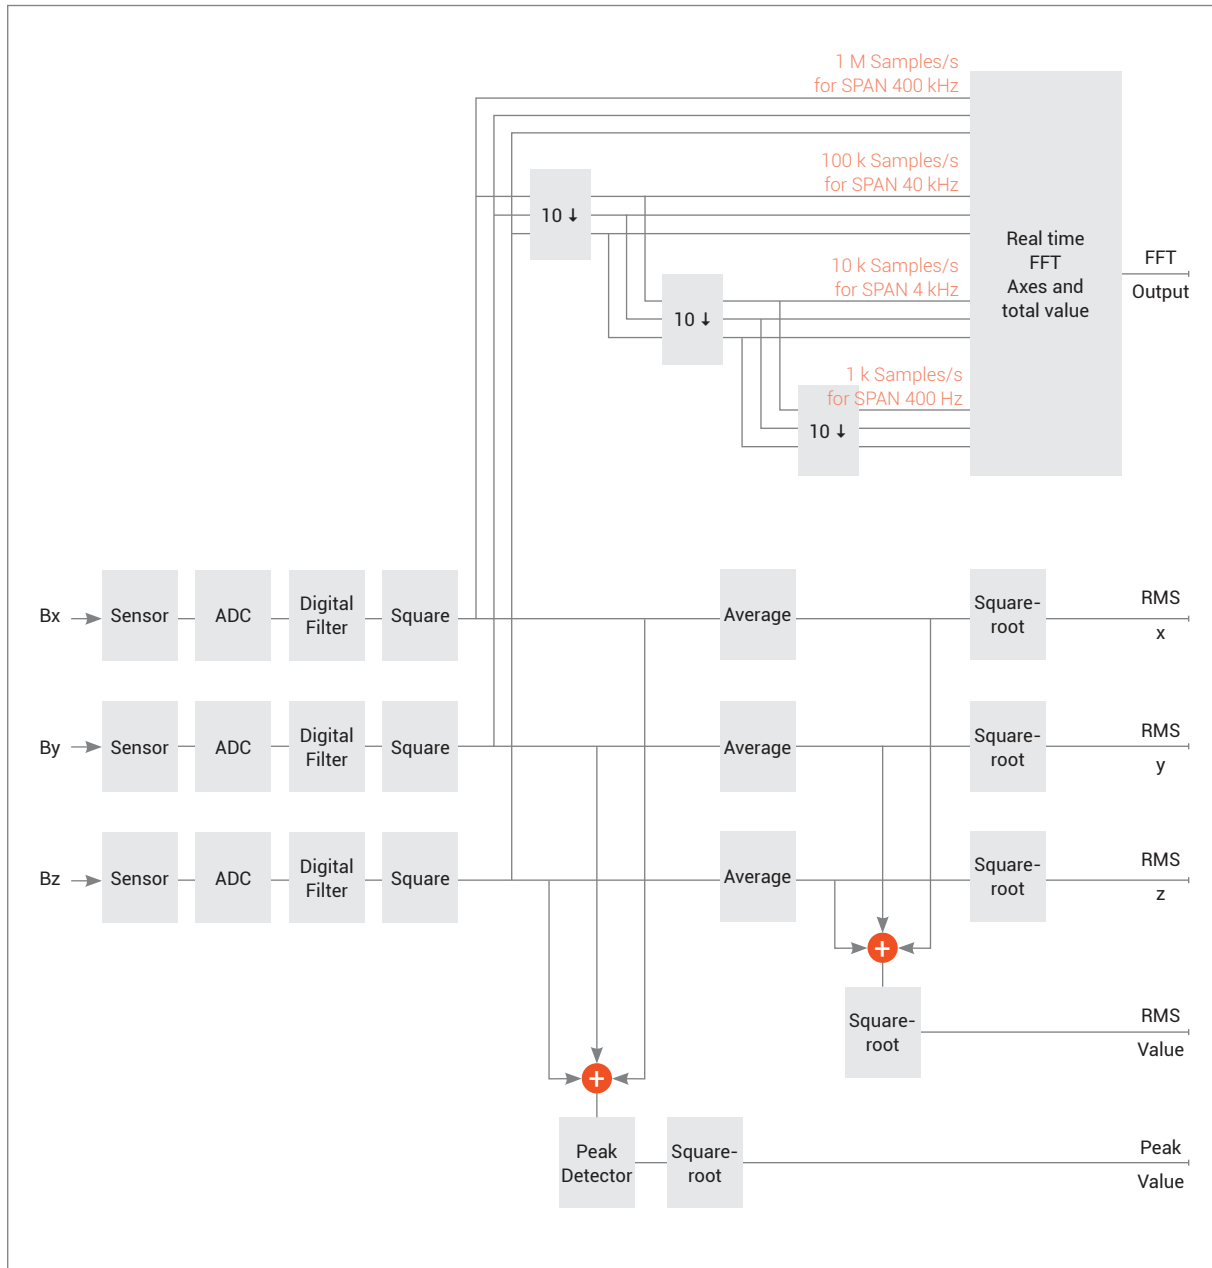 1 M Samples/s
for SPAN 400 kHz
100 k Samples/s
for SPAN 40 kHz
10 ↓
Real time
FFT
Axes and
total value
FFT
Output
10 k Samples/s
for SPAN 4 kHz
10 ↓
1 k Samples/s
for SPAN 400 Hz
10 ↓
Bx
Sensor
ADC
Digital
Filter
Square
Average
Square-
root
RMS
x
By
Sensor
ADC
Digital
Filter
Square
Average
Square-
root
RMS
y
Bz
Sensor
ADC
Digital
Filter
Square
Average
Square-
root
RMS
z
+
Square-
root
RMS
Value
+
Peak
Detector
Square-
root
Peak
Value